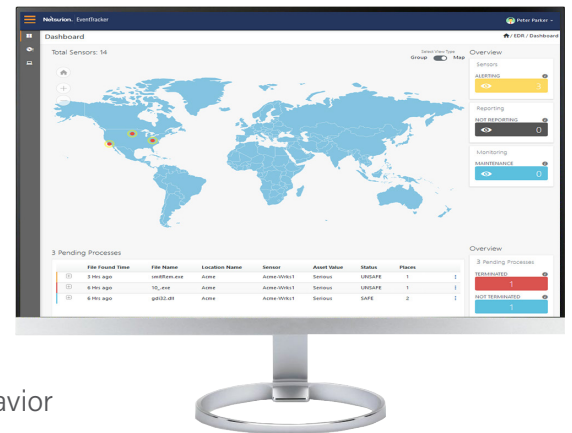 Netsurion. EventTracker
Peter Parker
Dashboard
/ EDR / Dashboard
Total Sensors: 14
Select View Type
Group Map
Overview
Sensors
ALERTING
3
Reporting
NOT REPORTING
0
Monitoring
MAINTENANCE
0
3 Pending Processes
File Found Time File Name Location Name Sensor Asset Value Status Places
3 Hrs ago Acme Acme-Wrks1 Serious UNSAFE 1
6 Hrs ago 10_.exe Acme Acme-Wrks1 Serious UNSAFE 1
6 Hrs ago gdi32.dll Acme Acme-Wrks1 Serious SAFE 2
Overview
3 Pending Processes
TERMINATED
1
NOT TERMINATED
1
avior